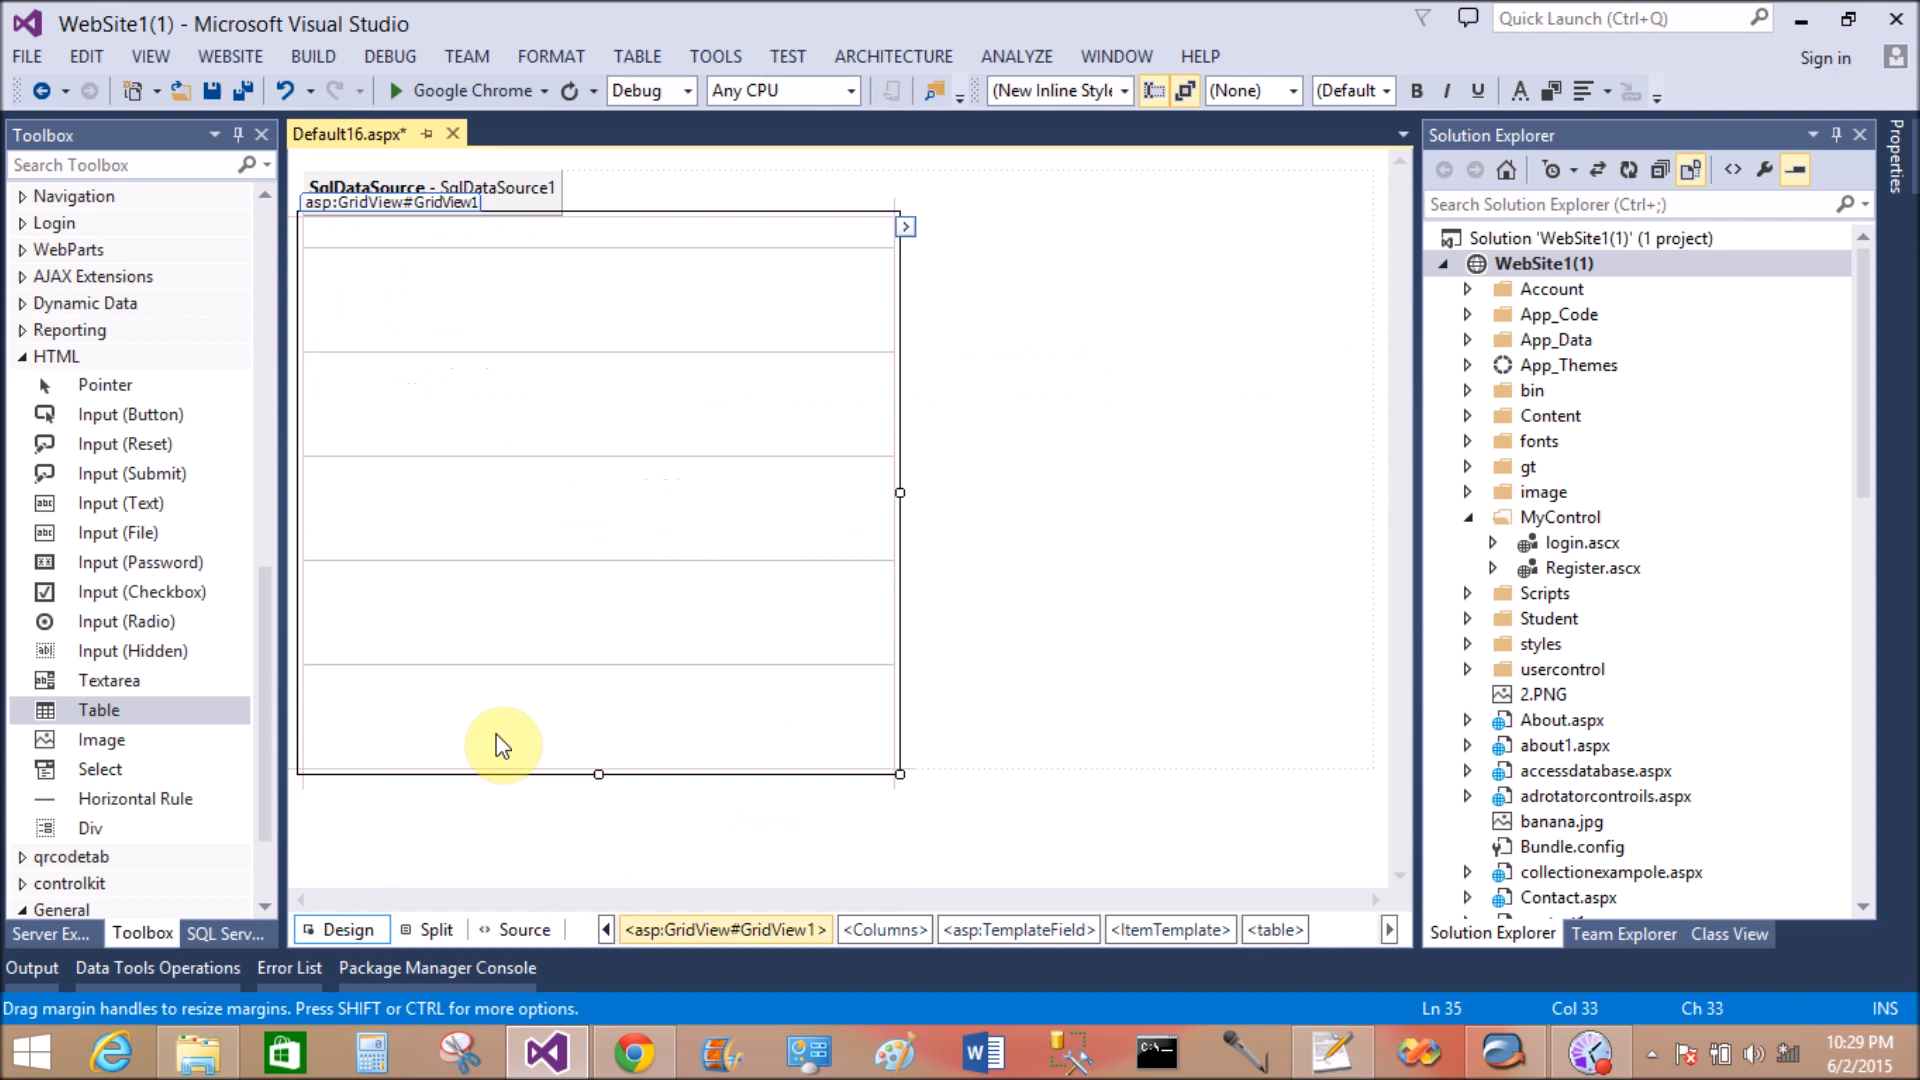 WebSite1(1) - Microsoft Visual Studio
Quick Launch (Ctrl+Q)
FILE EDIT VIEW WEBSITE BUILD DEBUG TEAM FORMAT TABLE TOOLS TEST ARCHITECTURE ANALYZE WINDOW HELP
Sign in
Google Chrome Debug Any CPU (New Inline Style (None) (Default B I U A
Toolbox
Search Toolbox
Navigation
Login
WebParts
AJAX Extensions
Dynamic Data
Reporting
HTML
Pointer
Input (Button)
Input (Reset)
Input (Submit)
Input (Text)
Input (File)
Input (Password)
Input (Checkbox)
Input (Radio)
Input (Hidden)
Textarea
Table
Image
Select
Horizontal Rule
Div
qrcodetab
controlkit
General
Server Ex... Toolbox SQL Serv...
Default16.aspx*
SqlDataSource - SqlDataSource1
asp:GridView#GridView1
Design Split Source <asp:GridView#GridView1> <Columns> <asp:TemplateField> <ItemTemplate> <table>
Solution Explorer
Search Solution Explorer (Ctrl+;)
Solution 'WebSite1(1)' (1 project)
WebSite1(1)
Account
App_Code
App_Data
App_Themes
bin
Content
fonts
gt
image
MyControl
login.ascx
Register.ascx
Scripts
Student
styles
usercontrol
2.PNG
About.aspx
about1.aspx
accessdatabase.aspx
adrotatorcontroils.aspx
banana.jpg
Bundle.config
collectionexampole.aspx
Contact.aspx
Solution Explorer Team Explorer Class View
Properties
Output Data Tools Operations Error List Package Manager Console
Drag margin handles to resize margins. Press SHIFT or CTRL for more options.
Ln 35 Col 33 Ch 33 INS
10:29 PM
6/2/2015